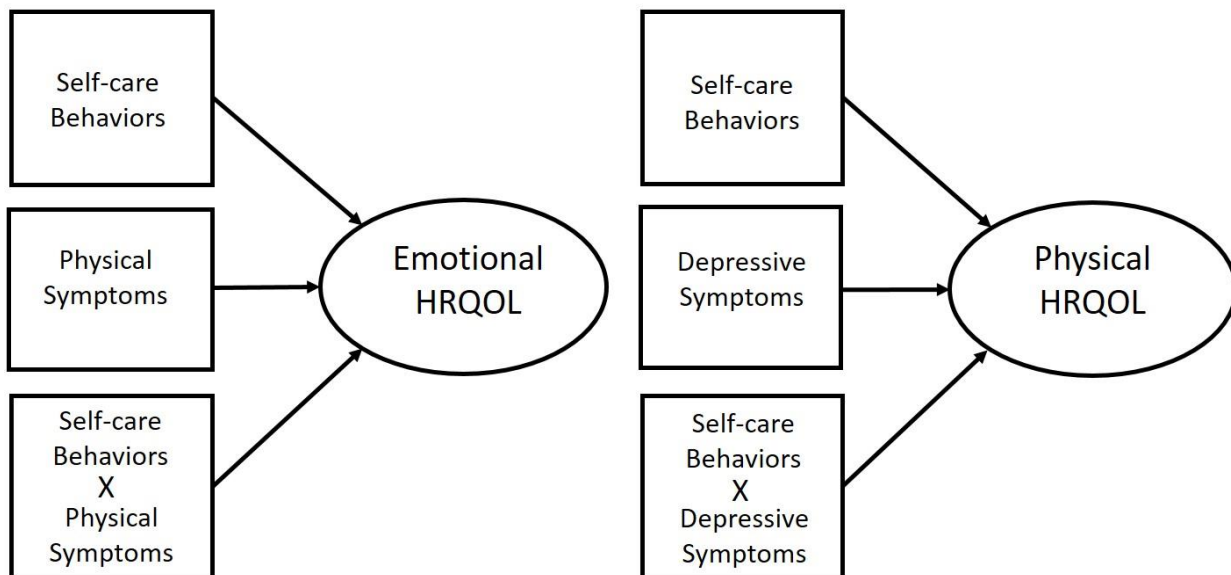 Self-care
Behaviors
Physical
Symptoms
Self-care
Behaviors
X
Physical
Symptoms
Emotional
HRQOL
Self-care
Behaviors
Depressive
Symptoms
Self-care
Behaviors
X
Depressive
Symptoms
Physical
HRQOL